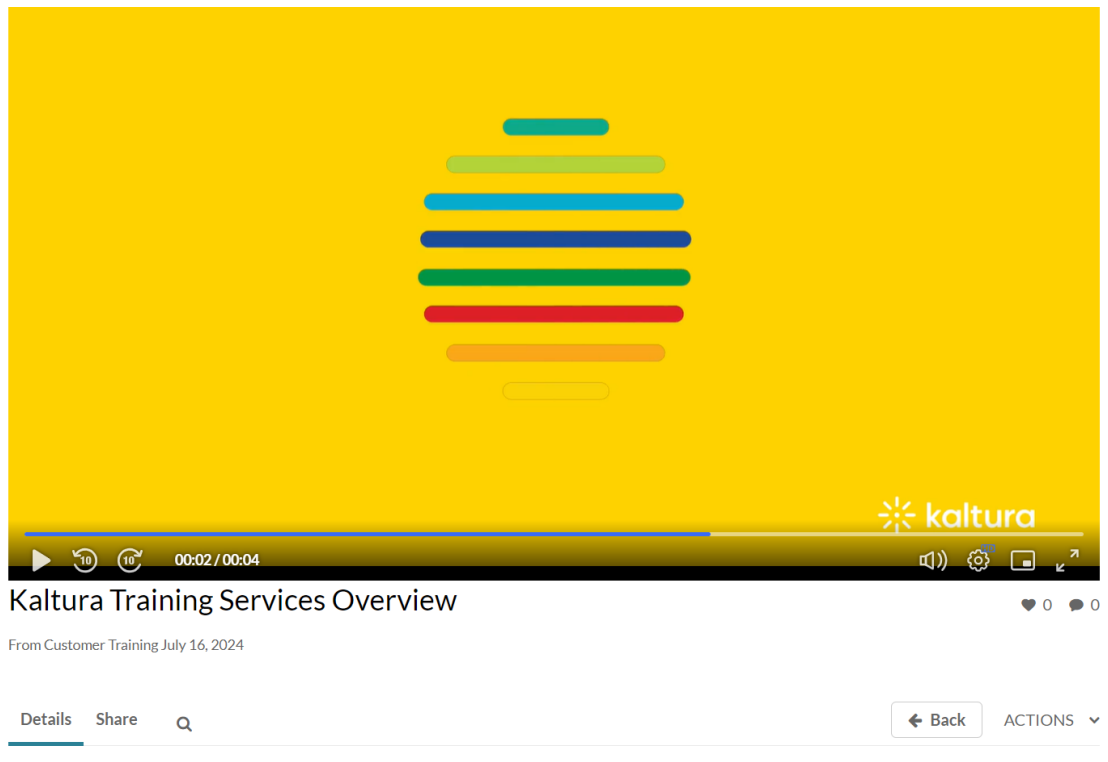 kaltura
10
10
00:02 / 00:04
HD
Kaltura Training Services Overview
0
0
From Customer Training July 16, 2024
Details
Share
Back
ACTIONS